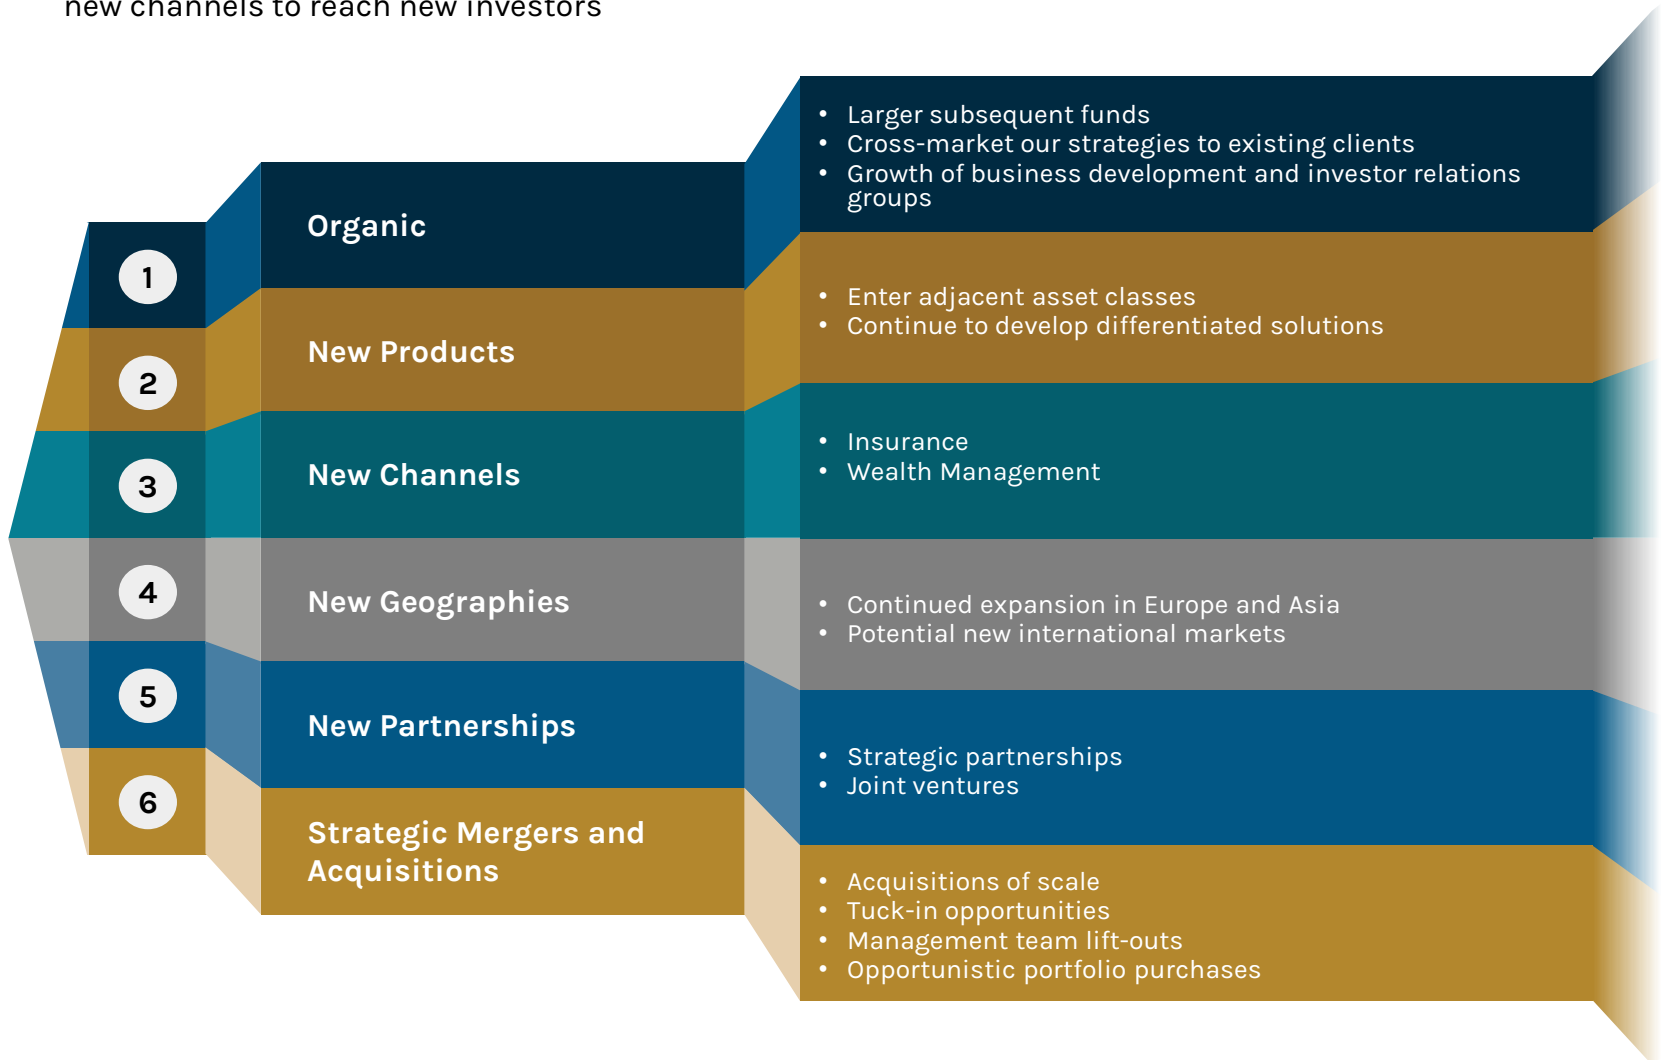 new channels to reach new investors
1
Organic
• Larger subsequent funds
• Cross-market our strategies to existing clients
• Growth of business development and investor relations
groups
2
New Products
• Enter adjacent asset classes
• Continue to develop differentiated solutions
3
New Channels
• Insurance
• Wealth Management
4
New Geographies
• Continued expansion in Europe and Asia
• Potential new international markets
5
New Partnerships
• Strategic partnerships
• Joint ventures
6
Strategic Mergers and
Acquisitions
• Acquisitions of scale
• Tuck-in opportunities
• Management team lift-outs
• Opportunistic portfolio purchases